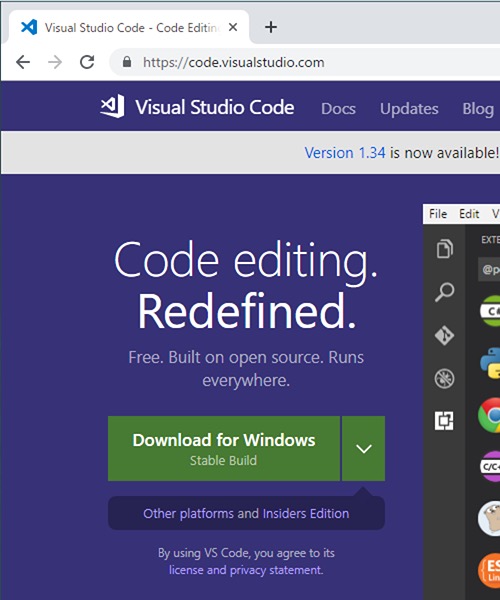 Visual Studio Code - Code Editin
https://code.visualstudio.com
Visual Studio Code Docs Updates Blog
Version 1.34 is now available!
File Edit V
EXTE
@p
Code editing.
Redefined.
Free. Built on open source. Runs
everywhere.
Download for Windows
Stable Build
Other platforms and Insiders Edition
By using VS Code, you agree to its
license and privacy statement.
C/C+
ES
Lin